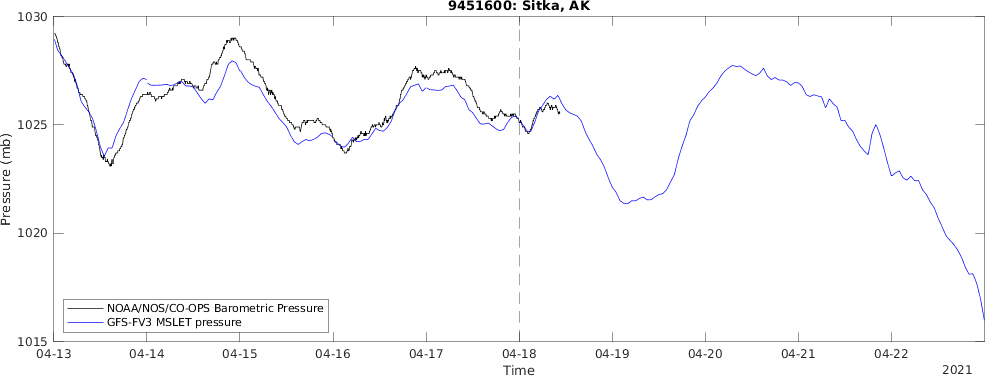 9451600: Sitka, AK
1030
1025
1020
1015
Pressure (mb)
NOAA/NOS/CO-OPS Barometric Pressure
GFS-FV3 MSLET pressure
04-13 04-14 04-15 04-16 04-17 04-18 04-19 04-20 04-21 04-22
Time
2021